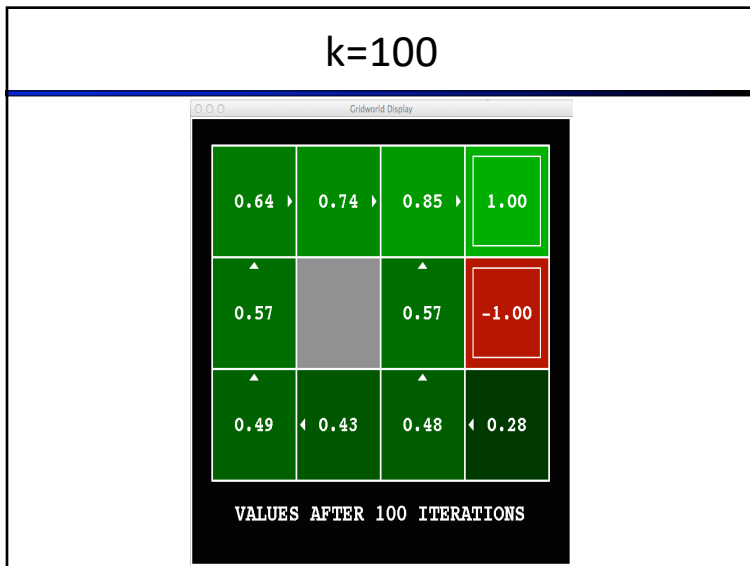 k=100
Gridworld Display
0.64 0.74 0.85 1.00
0.57 0.57 -1.00
0.49 0.43 0.48 0.28
VALUES AFTER 100 ITERATIONS